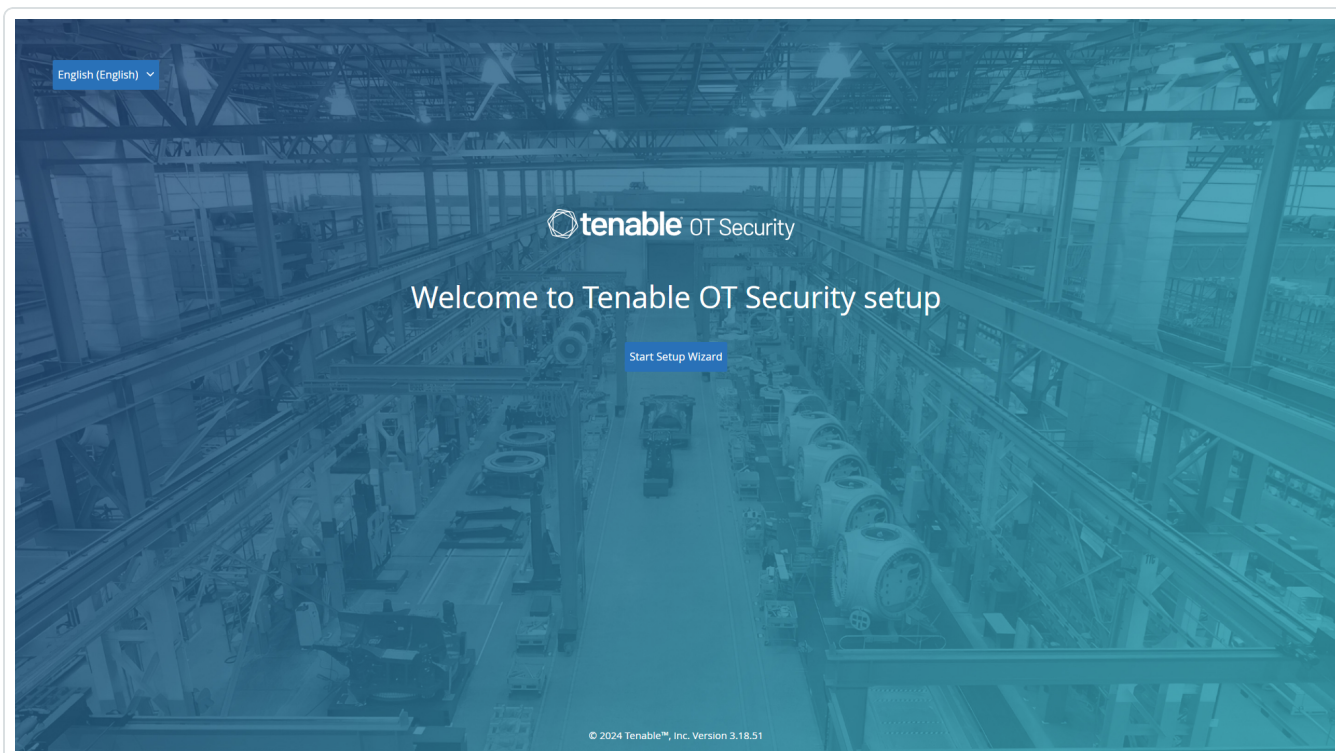 English (English)
tenable OT Security
Welcome to Tenable OT Security setup
Start Setup Wizard
© 2024 Tenable™, Inc. Version 3.18.51